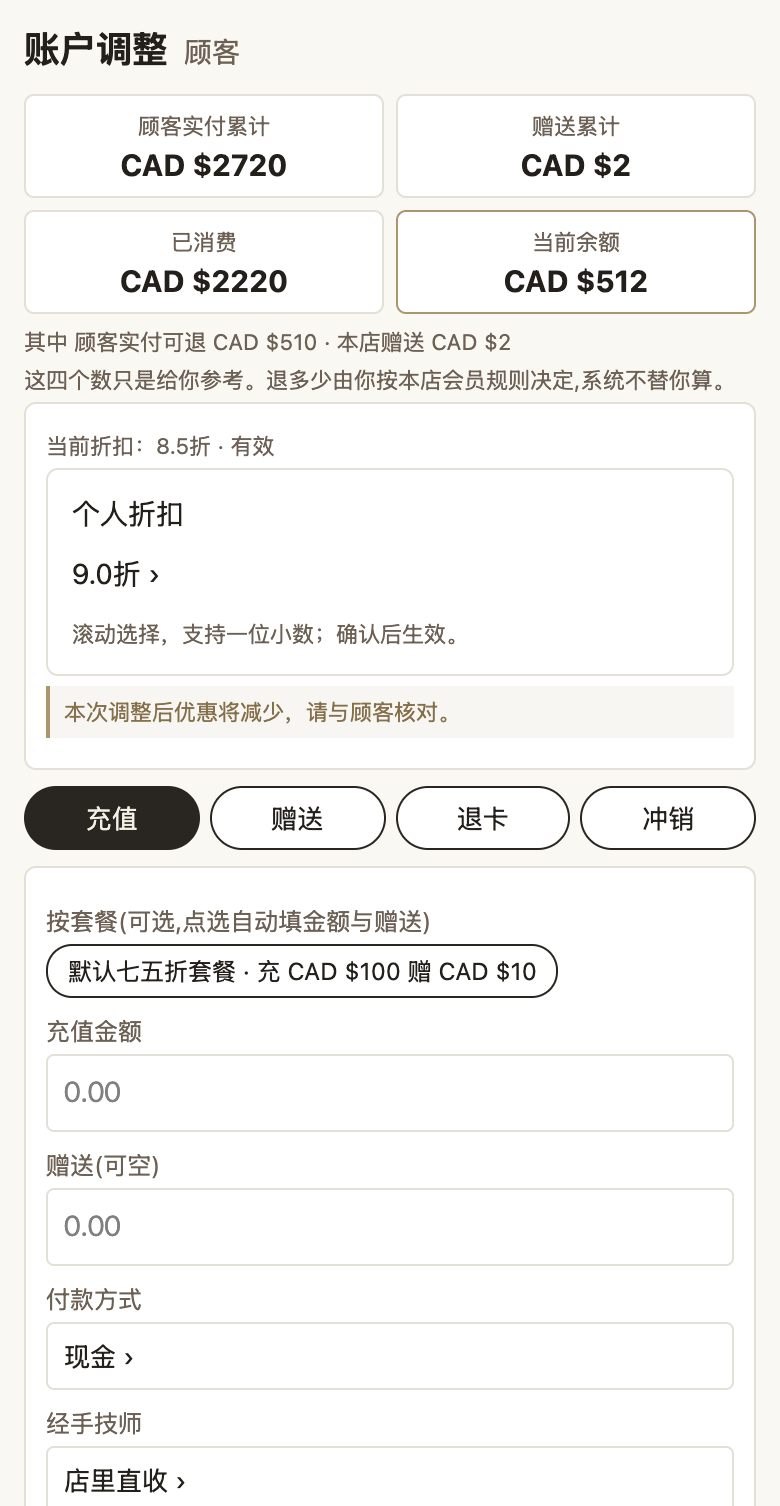 账户调整 顾客
顾客实付累计
CAD $2720
赠送累计
CAD $2
已消费
CAD $2220
当前余额
CAD $512
其中 顾客实付可退 CAD $510 · 本店赠送 CAD $2
这四个数只是给你参考。退多少由你按本店会员规则决定,系统不替你算。
当前折扣：8.5折 · 有效
个人折扣
9.0折 ›
滚动选择，支持一位小数；确认后生效。
本次调整后优惠将减少，请与顾客核对。
充值
赠送
退卡
冲销
按套餐(可选,点选自动填金额与赠送)
默认七五折套餐 · 充 CAD $100 赠 CAD $10
充值金额
0.00
赠送(可空)
0.00
付款方式
现金 ›
经手技师
店里直收 ›